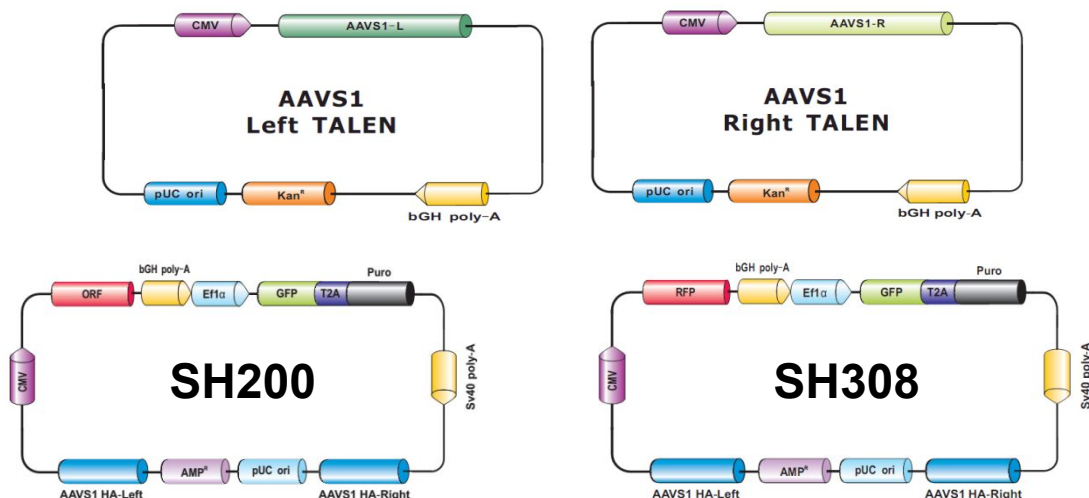 CMV
AAVS1-L
AAVS1
Left TALEN
pUC ori
Kanᴿ
bGH poly-A
CMV
AAVS1-R
AAVS1
Right TALEN
pUC ori
Kanᴿ
bGH poly-A
ORF
bGH poly-A
Ef1α
GFP
T2A
Puro
CMV
SH200
Sv40 poly-A
AMPᴿ
pUC ori
AAVS1 HA-Left
AAVS1 HA-Right
RFP
bGH poly-A
Ef1α
GFP
T2A
Puro
CMV
SH308
Sv40 poly-A
AMPᴿ
pUC ori
AAVS1 HA-Left
AAVS1 HA-Right